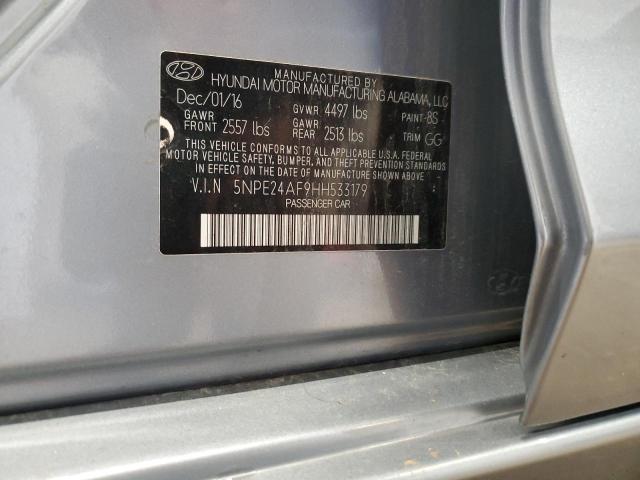 MANUFACTURED BY
HYUNDAI MOTOR MANUFACTURING ALABAMA, LLC
Dec/01/16 GVWR 4497 lbs PAINT-8S
GAWR FRONT 2557 lbs GAWR REAR 2513 lbs TRIM GG
THIS VEHICLE CONFORMS TO ALL APPLICABLE U.S.A. FEDERAL
MOTOR VEHICLE SAFETY, BUMPER, AND THEFT PREVENTION STANDARDS
IN EFFECT ON THE DATE OF MANUFACTURE SHOWN ABOVE.
V.I.N 5NPE24AF9HH533179
PASSENGER CAR